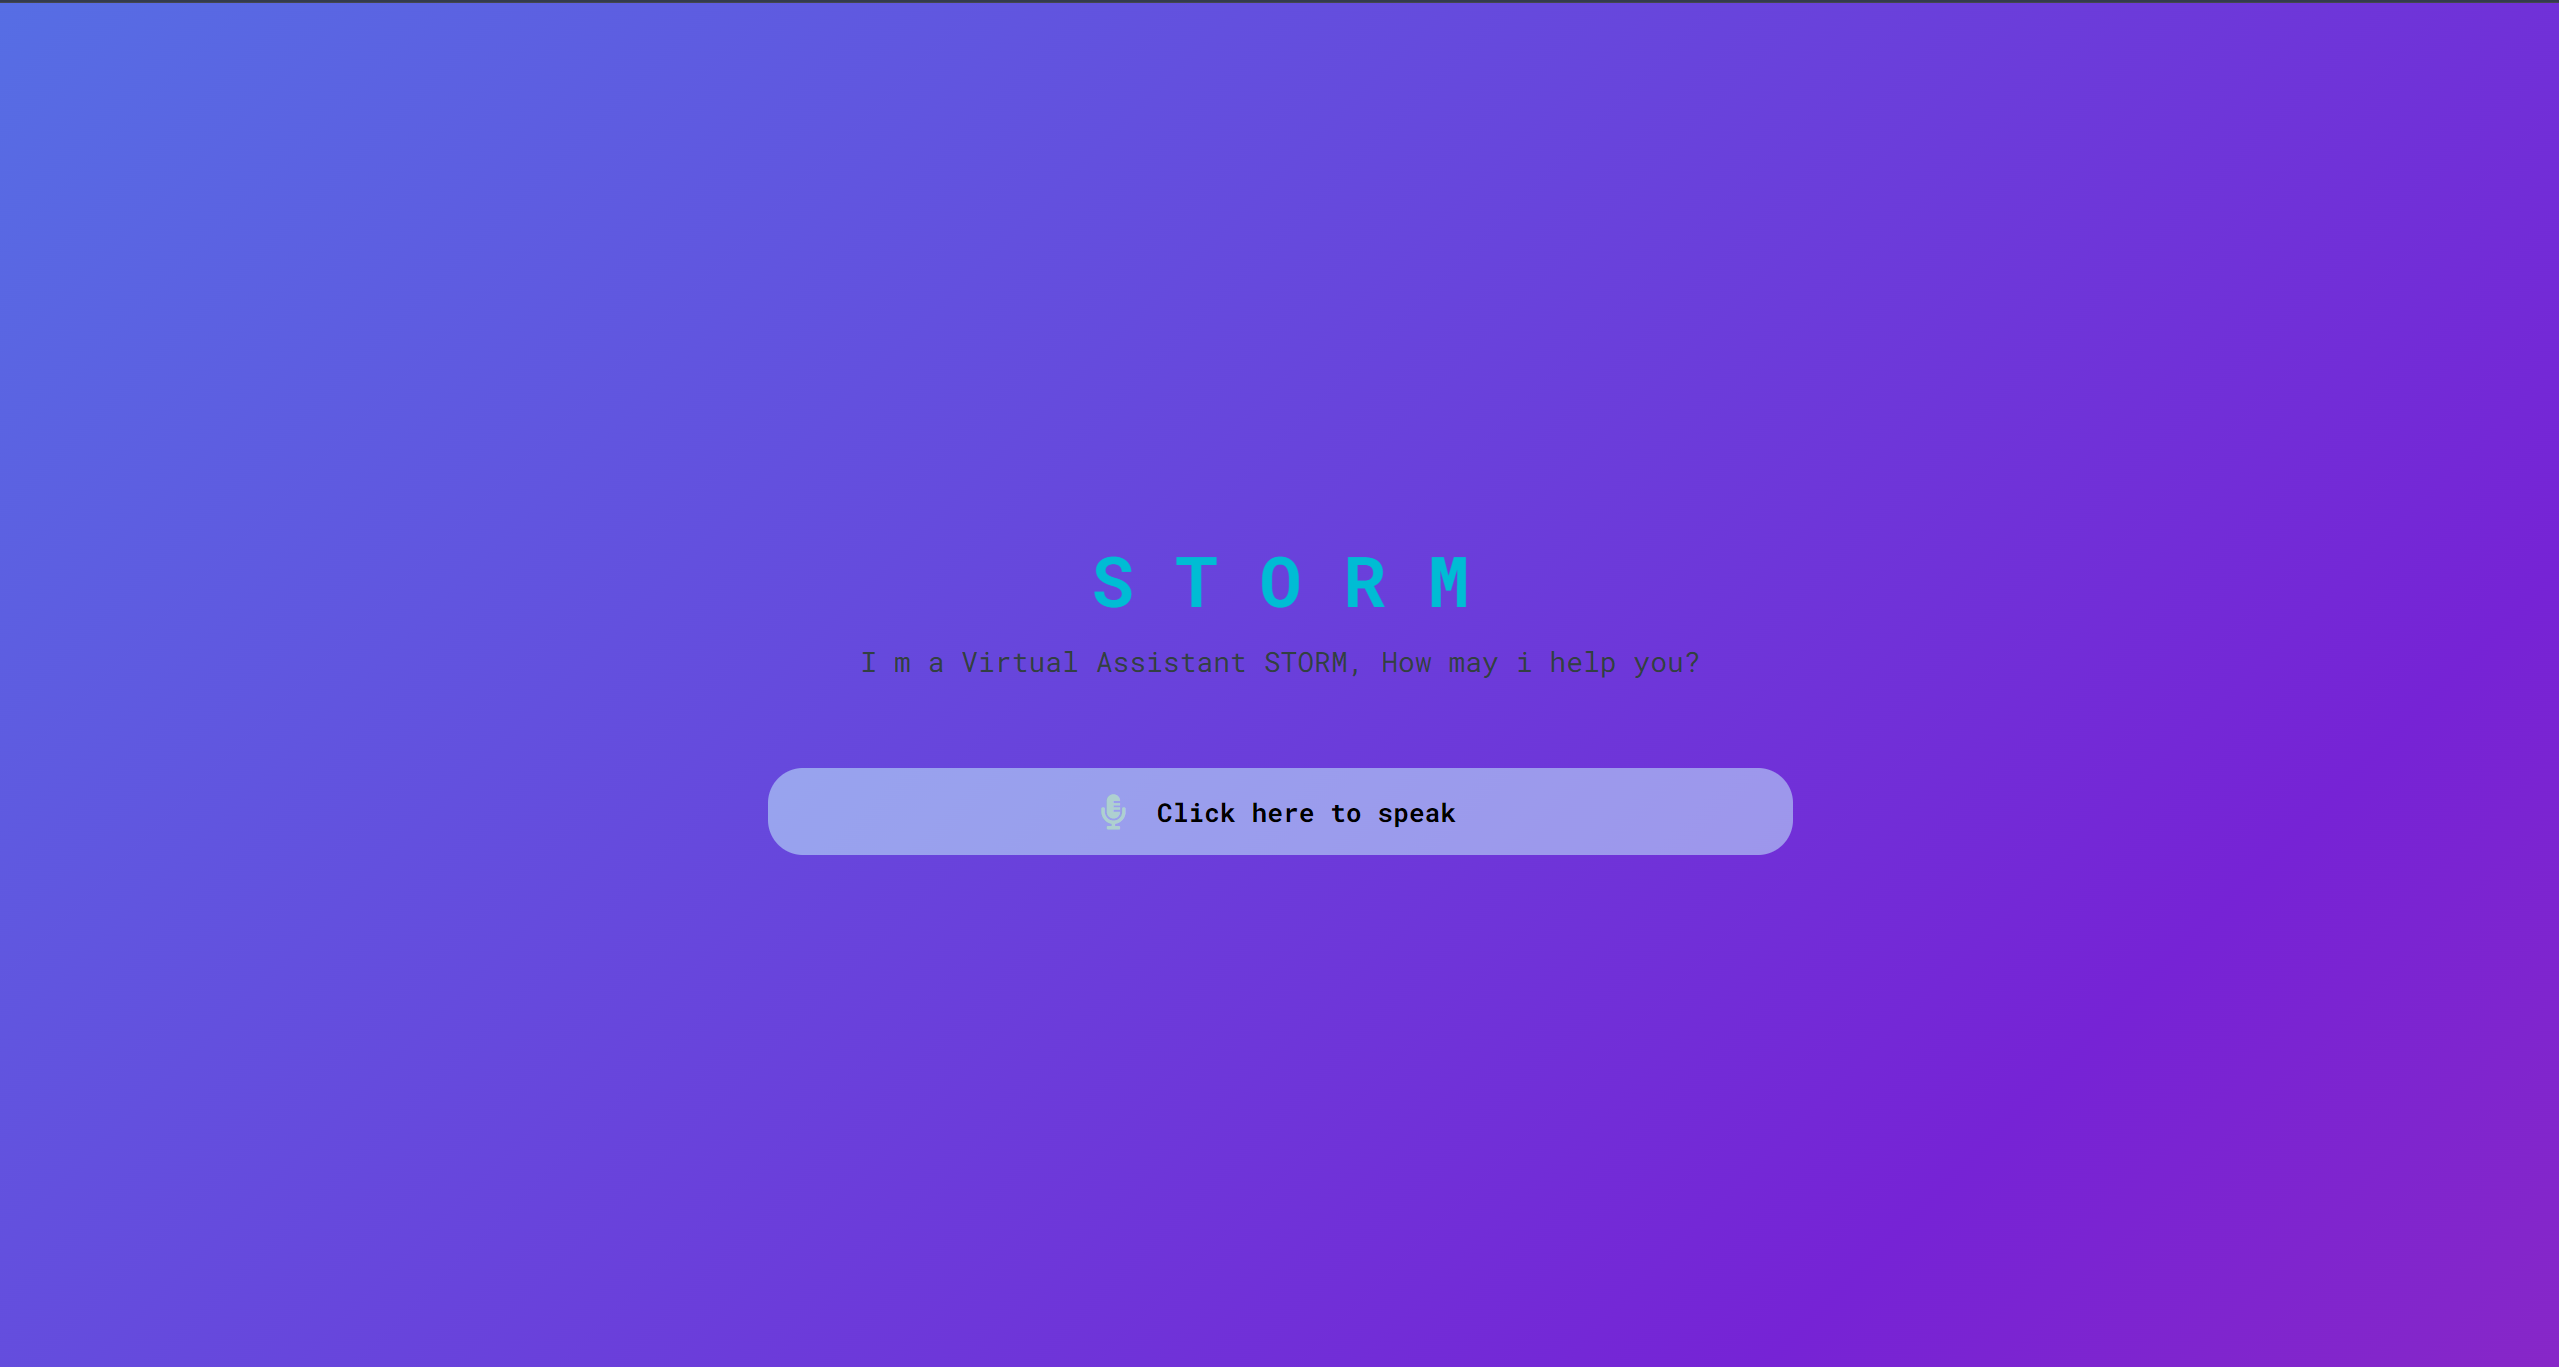 S T O R M
I m a Virtual Assistant STORM, How may i help you?
Click here to speak